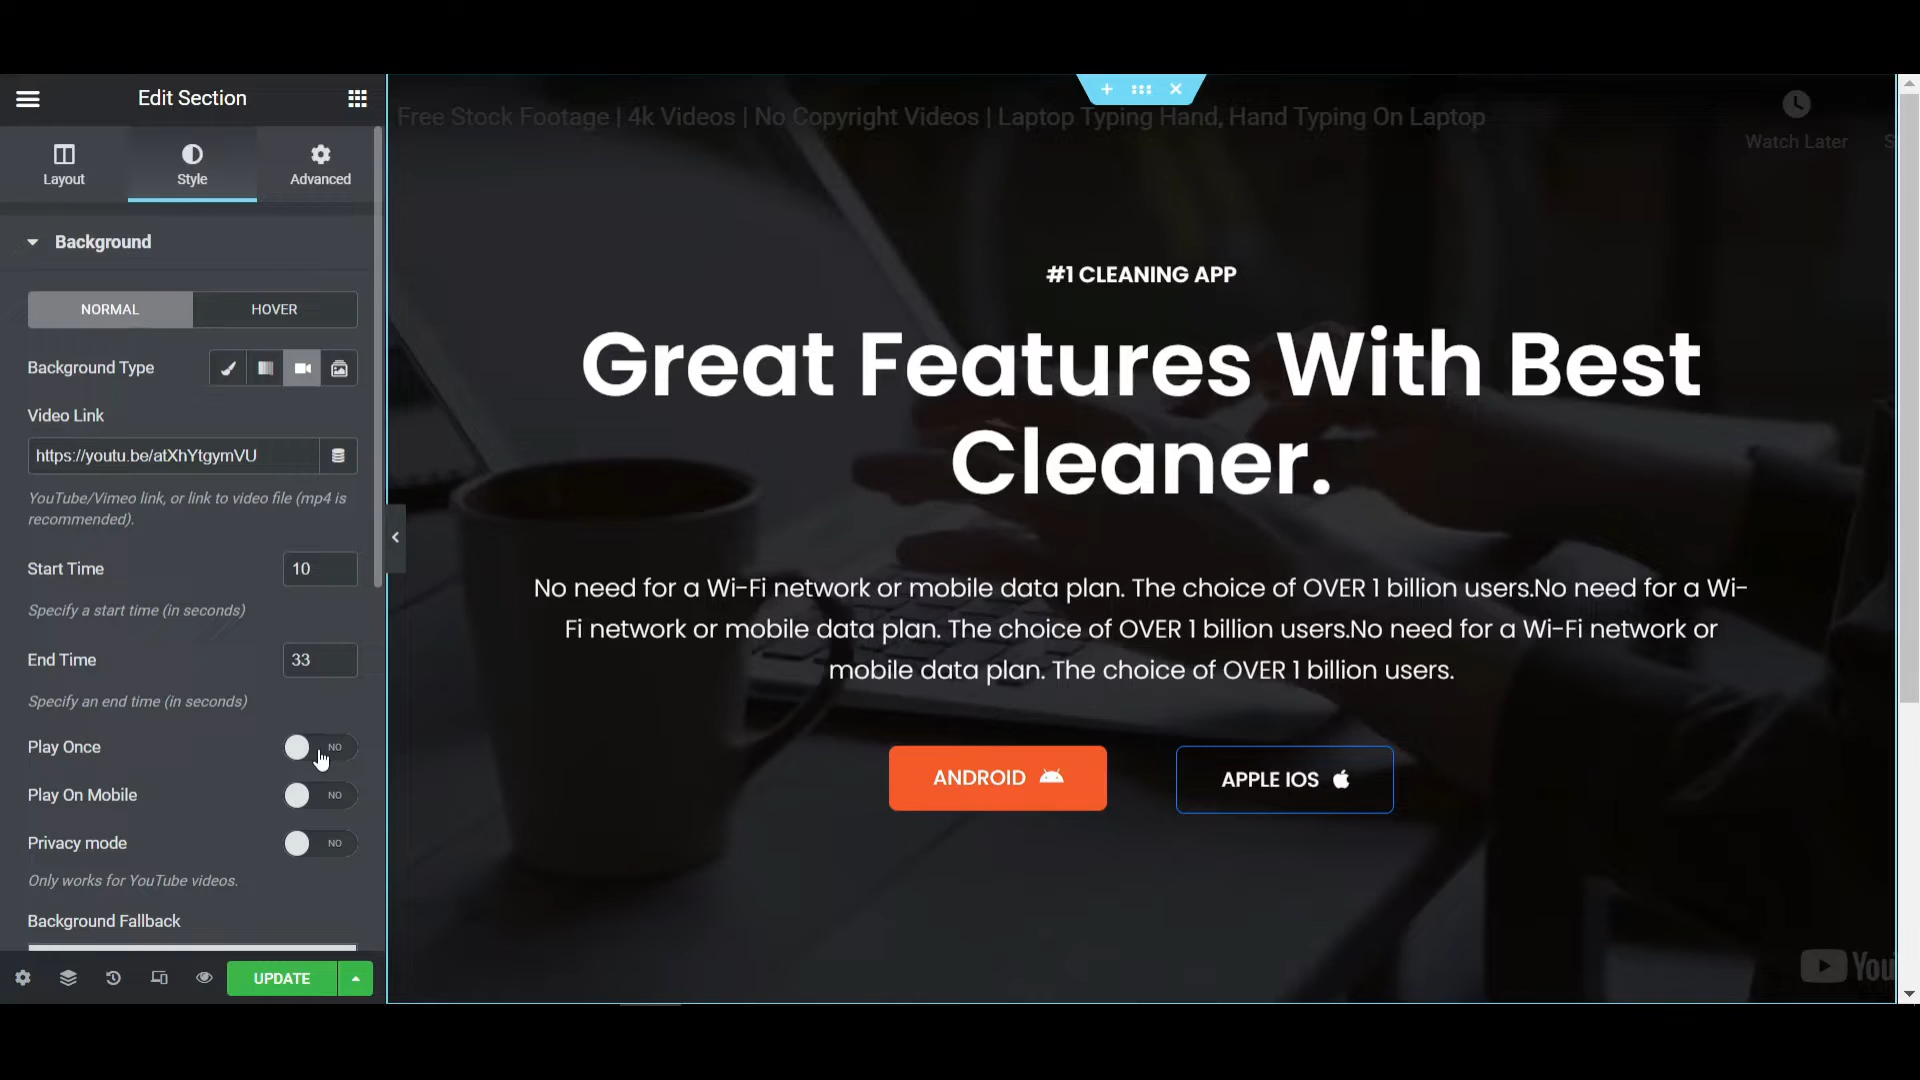 Edit Section
Layout
Style
Advanced
Background
NORMAL
HOVER
Background Type
Video Link
https://youtu.be/atXhYtgymVU
YouTube/Vimeo link, or link to video file (mp4 is
recommended).
Start Time
10
Specify a start time (in seconds)
End Time
33
Specify an end time (in seconds)
Play Once
NO
Play On Mobile
NO
Privacy mode
NO
Only works for YouTube videos.
Background Fallback
UPDATE
Free Stock Footage | 4k Videos | No Copyright Videos | Laptop Typing Hand, Hand Typing On Laptop
Watch Later
S
#1 CLEANING APP
Great Features With Best
Cleaner.
No need for a Wi-Fi network or mobile data plan. The choice of OVER 1 billion users.No need for a Wi-
Fi network or mobile data plan. The choice of OVER 1 billion users.No need for a Wi-Fi network or
mobile data plan. The choice of OVER 1 billion users.
ANDROID
APPLE IOS
You